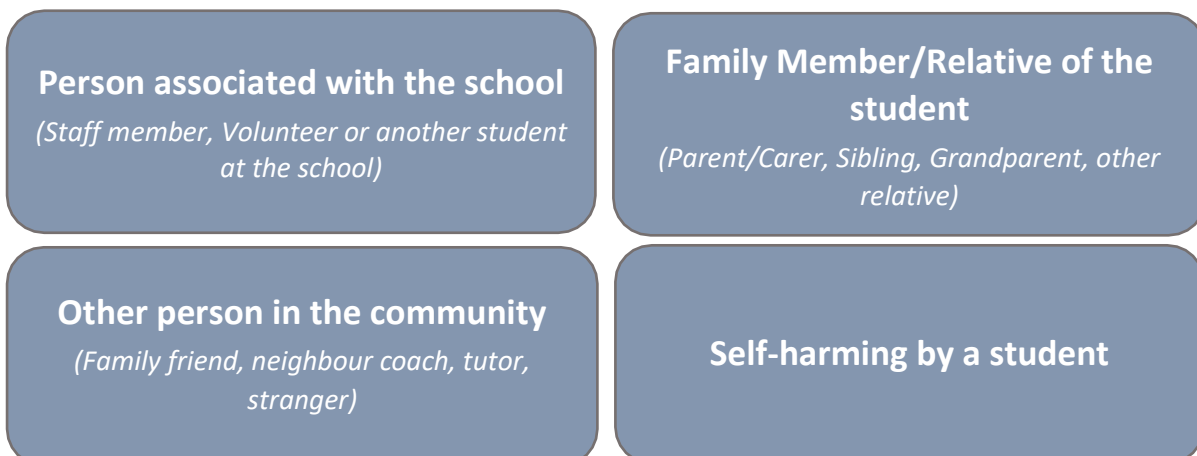 Person associated with the school
(Staff member, Volunteer or another student
at the school)
Family Member/Relative of the
student
(Parent/Carer, Sibling, Grandparent, other
relative)
Other person in the community
(Family friend, neighbour coach, tutor,
stranger)
Self-harming by a student